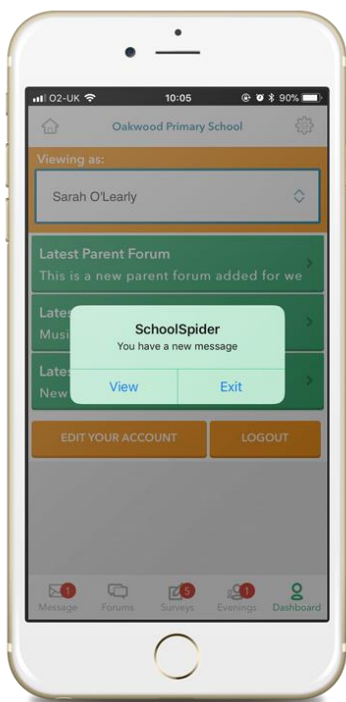 O2-UK 10:05 90%
Oakwood Primary School
Viewing as:
Sarah O'Learly
Latest Parent Forum
This is a new parent forum added for we
Lates
Musi
SchoolSpider
You have a new message
View Exit
Lates
New
EDIT YOUR ACCOUNT LOGOUT
1 5 1
Message Forums Surveys Evenings Dashboard